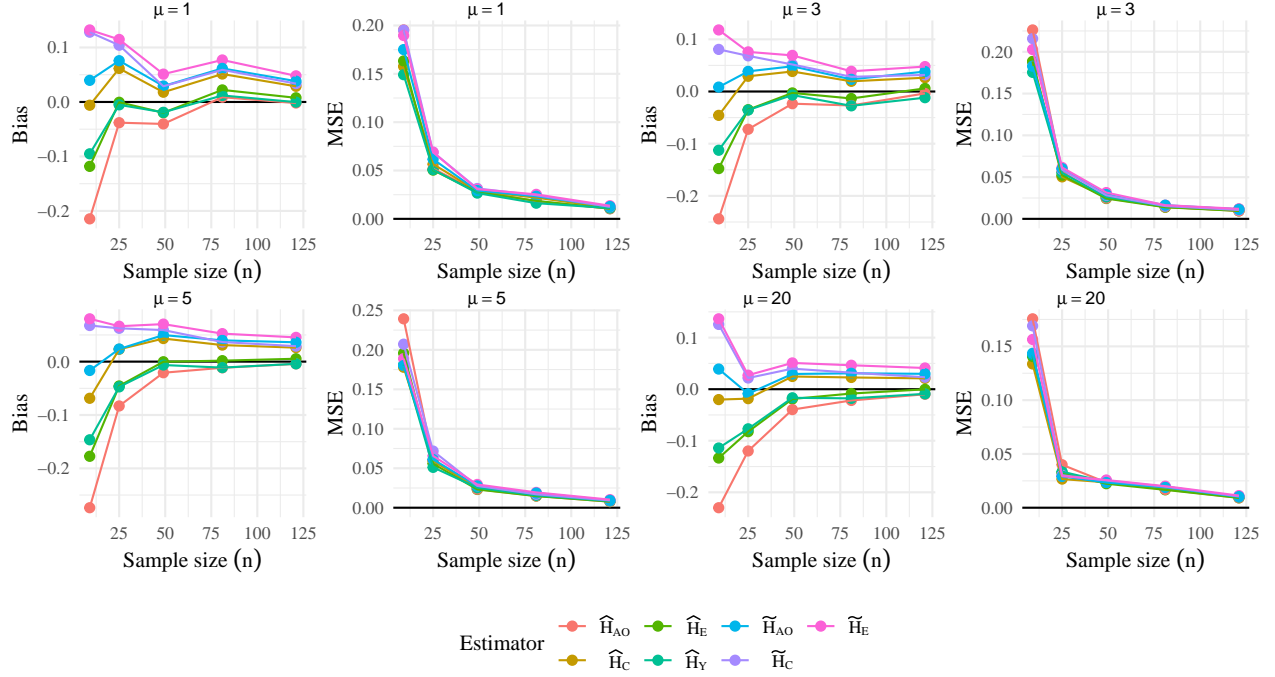 μ = 1
μ = 1
μ = 3
μ = 3
Bias
0.1
0.0
−0.1
−0.2
MSE
0.20
0.15
0.10
0.05
0.00
Bias
0.1
0.0
−0.1
−0.2
MSE
0.20
0.15
0.10
0.05
0.00
25 50 75 100 125
25 50 75 100 125
25 50 75 100 125
25 50 75 100 125
Sample size (n)
Sample size (n)
Sample size (n)
Sample size (n)
μ = 5
μ = 5
μ = 20
μ = 20
Bias
0.0
−0.1
−0.2
MSE
0.25
0.20
0.15
0.10
0.05
0.00
Bias
0.1
0.0
−0.1
−0.2
MSE
0.15
0.10
0.05
0.00
25 50 75 100 125
25 50 75 100 125
25 50 75 100 125
25 50 75 100 125
Sample size (n)
Sample size (n)
Sample size (n)
Sample size (n)
Estimator
Ĥ_AO Ĥ_E H̃_AO H̃_E
Ĥ_C Ĥ_Y H̃_C